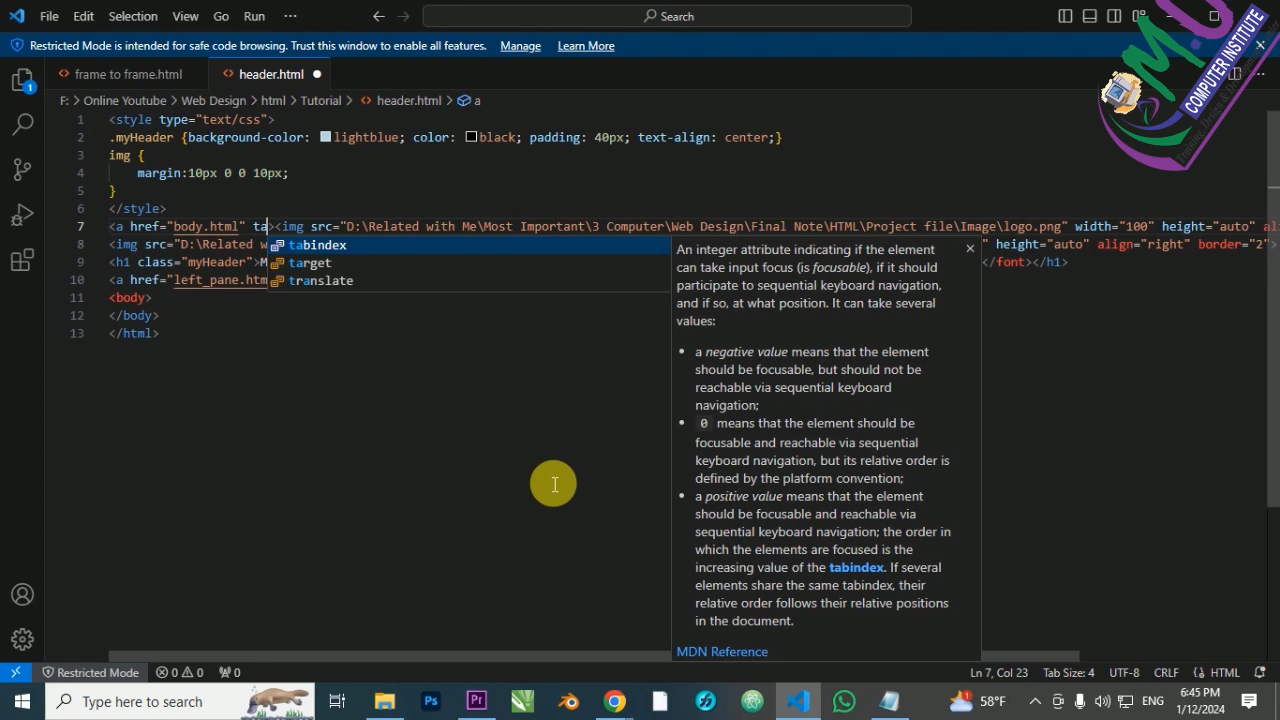 File Edit Selection View Go Run ··· Search
Restricted Mode is intended for safe code browsing. Trust this window to enable all features. Manage Learn More
frame to frame.html header.html
F: > Online Youtube > Web Design > html > Tutorial > header.html > a
1 <style type="text/css">
2 .myHeader {background-color: lightblue; color: black; padding: 40px; text-align: center;}
3 img {
4 margin:10px 0 0 10px;
5 }
6 </style>
7 <a href="body.html" ta><img src="D:\Related with Me\Most Important\3 Computer\Web Design\Final Note\HTML\Project file\Image\logo.png" width="100" height="auto" al
8 <img src="D:\Related w height="auto" align="right" border="2">
9 <h1 class="myHeader">M </font></h1>
10 <a href="left_pane.htm
11 <body>
12 </body>
13 </html>
tabindex
target
translate
An integer attribute indicating if the element
can take input focus (is focusable), if it should
participate to sequential keyboard navigation,
and if so, at what position. It can take several
values:
• a negative value means that the element
should be focusable, but should not be
reachable via sequential keyboard
navigation;
• 0 means that the element should be
focusable and reachable via sequential
keyboard navigation, but its relative order is
defined by the platform convention;
• a positive value means that the element
should be focusable and reachable via
sequential keyboard navigation; the order in
which the elements are focused is the
increasing value of the tabindex. If several
elements share the same tabindex, their
relative order follows their relative positions
in the document.
MDN Reference
COMPUTER INSTITUTE
Restricted Mode 0 0 0 Ln 7, Col 23 Tab Size: 4 UTF-8 CRLF HTML
Type here to search 58°F ENG 6:45 PM
1/12/2024